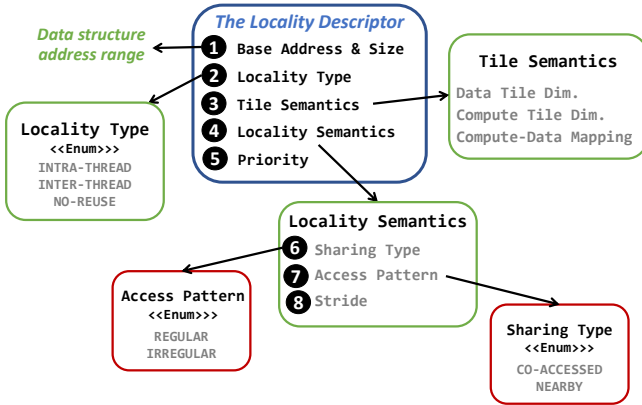 The Locality Descriptor
Data structure
address range
1 Base Address & Size
2 Locality Type
3 Tile Semantics
4 Locality Semantics
5 Priority
Tile Semantics
Data Tile Dim.
Compute Tile Dim.
Compute-Data Mapping
Locality Type
<<Enum>>>
INTRA-THREAD
INTER-THREAD
NO-REUSE
Locality Semantics
6 Sharing Type
7 Access Pattern
8 Stride
Access Pattern
<<Enum>>>
REGULAR
IRREGULAR
Sharing Type
<<Enum>>>
CO-ACCESSED
NEARBY